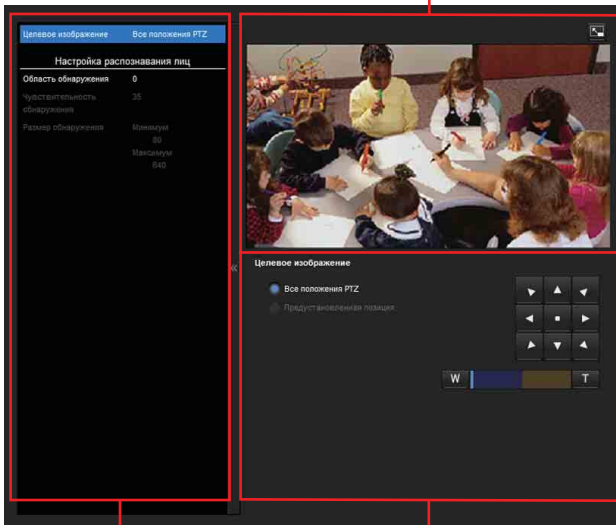 Целевое изображение Все положения PTZ
Настройка распознавания лиц
Область обнаружения 0
Чувствительность обнаружения 35
Размер обнаружения Минимум
80
Максимум
640
«
Целевое изображение
Все положения PTZ
Предустановленная позиция
W T